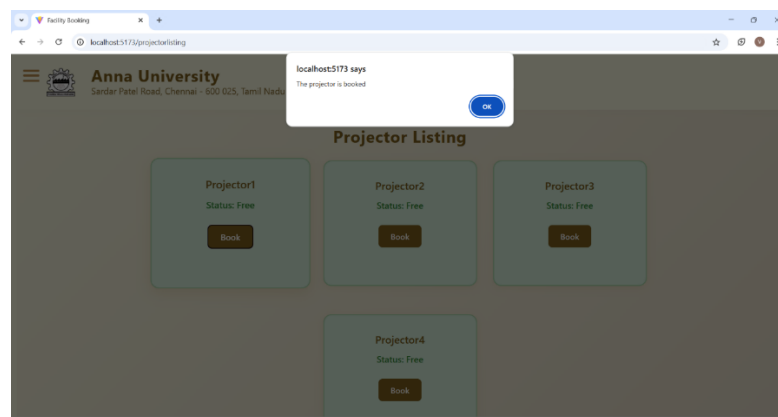 Facility Booking
localhost:5173/projectorlisting
Anna University
Sardar Patel Road, Chennai - 600 025, Tamil Nadu
localhost:5173 says
The projector is booked
OK
Projector Listing
Projector1
Status: Free
Book
Projector2
Status: Free
Book
Projector3
Status: Free
Book
Projector4
Status: Free
Book